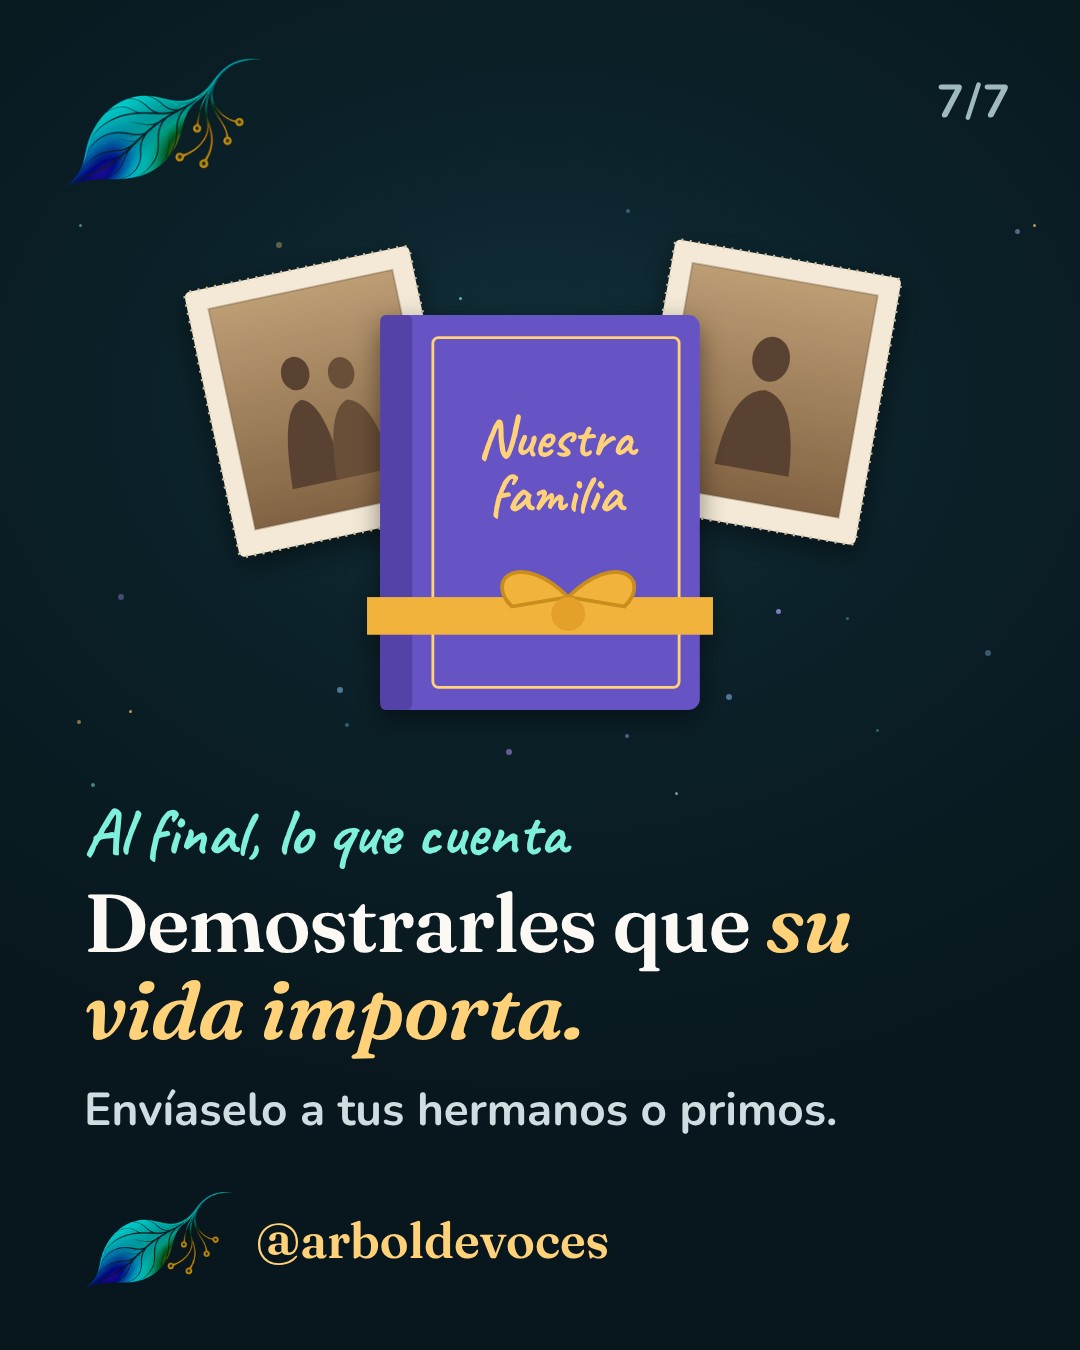 7/7
Nuestra
familia
Al final, lo que cuenta
Demostrarles que su
vida importa.
Envíaselo a tus hermanos o primos.
@arboldevoces